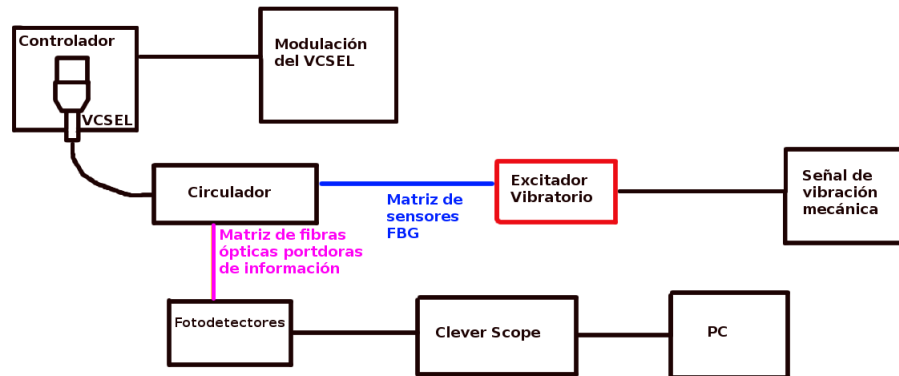 Controlador
VCSEL
Modulación
del VCSEL
Circulador
Matriz de
sensores
FBG
Excitador
Vibratorio
Señal de
vibración
mecánica
Matriz de fibras
ópticas portdoras
de información
Fotodetectores
Clever Scope
PC